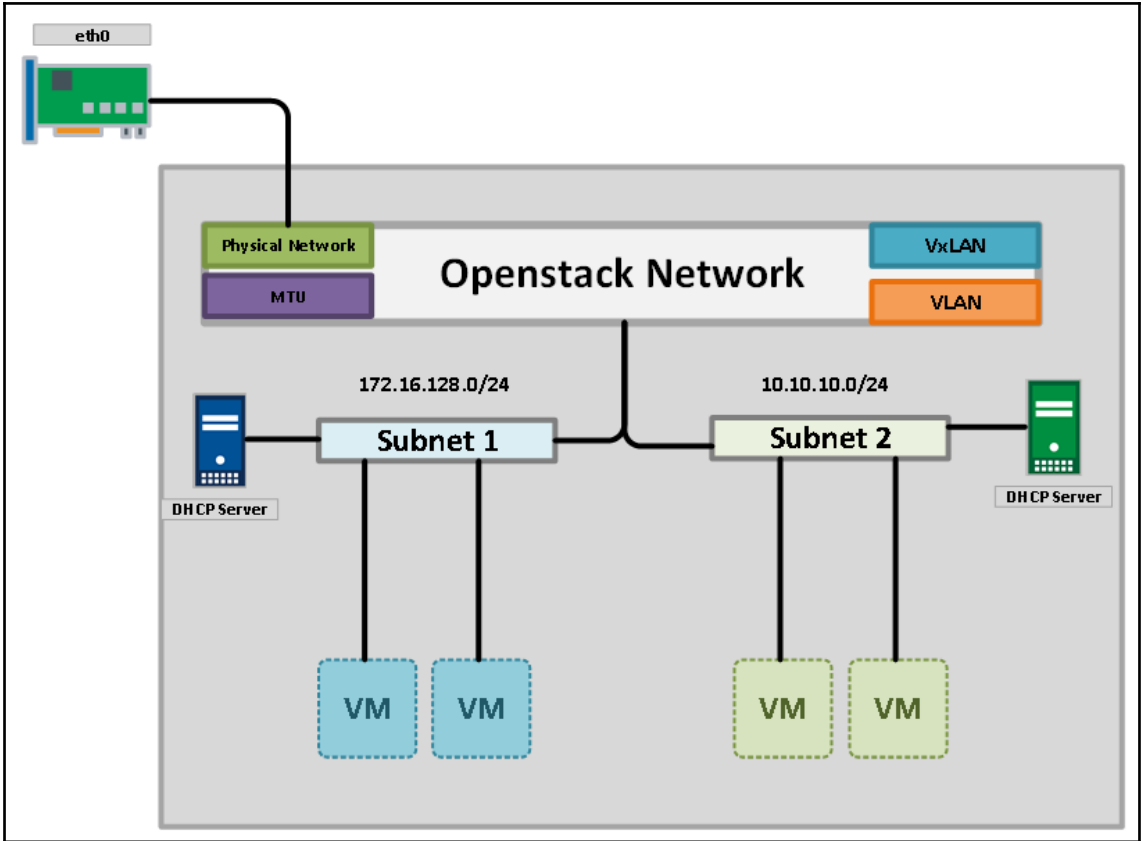 eth0
Physical Network
MTU
Openstack Network
VxLAN
VLAN
172.16.128.0/24
10.10.10.0/24
Subnet 1
Subnet 2
DHCP Server
DHCP Server
VM
VM
VM
VM